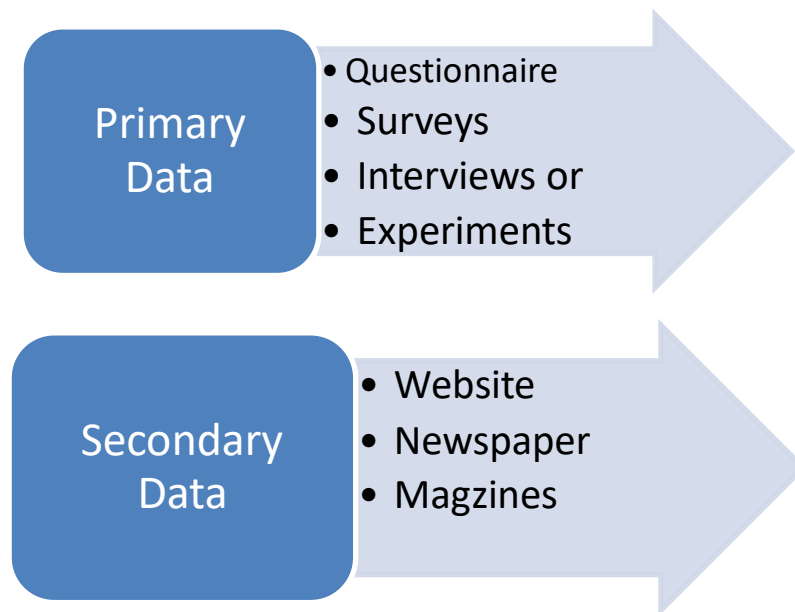 Primary
Data
• Questionnaire
• Surveys
• Interviews or
• Experiments
Secondary
Data
• Website
• Newspaper
• Magzines